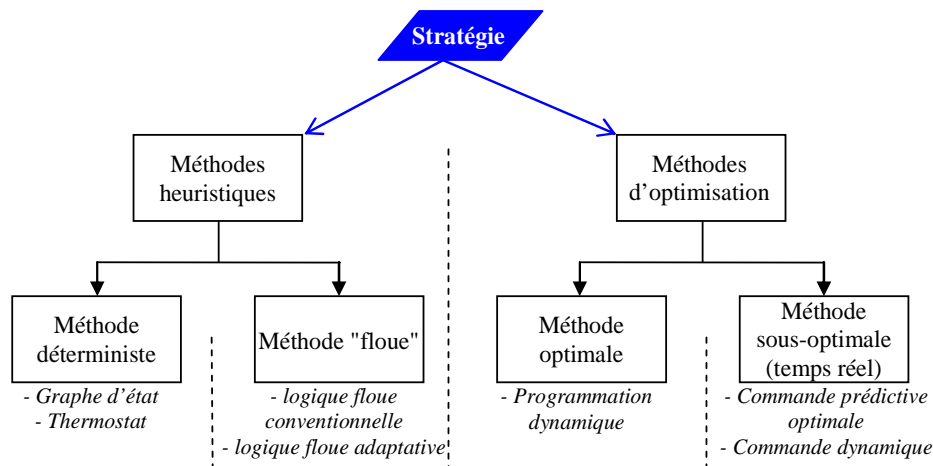 Stratégie
Méthodes
heuristiques
Méthodes
d'optimisation
Méthode
déterministe
Méthode "floue"
Méthode
optimale
Méthode
sous-optimale
(temps réel)
- Graphe d'état
- Thermostat
- logique floue
conventionnelle
- logique floue adaptative
- Programmation
dynamique
- Commande prédictive
optimale
- Commande dynamique